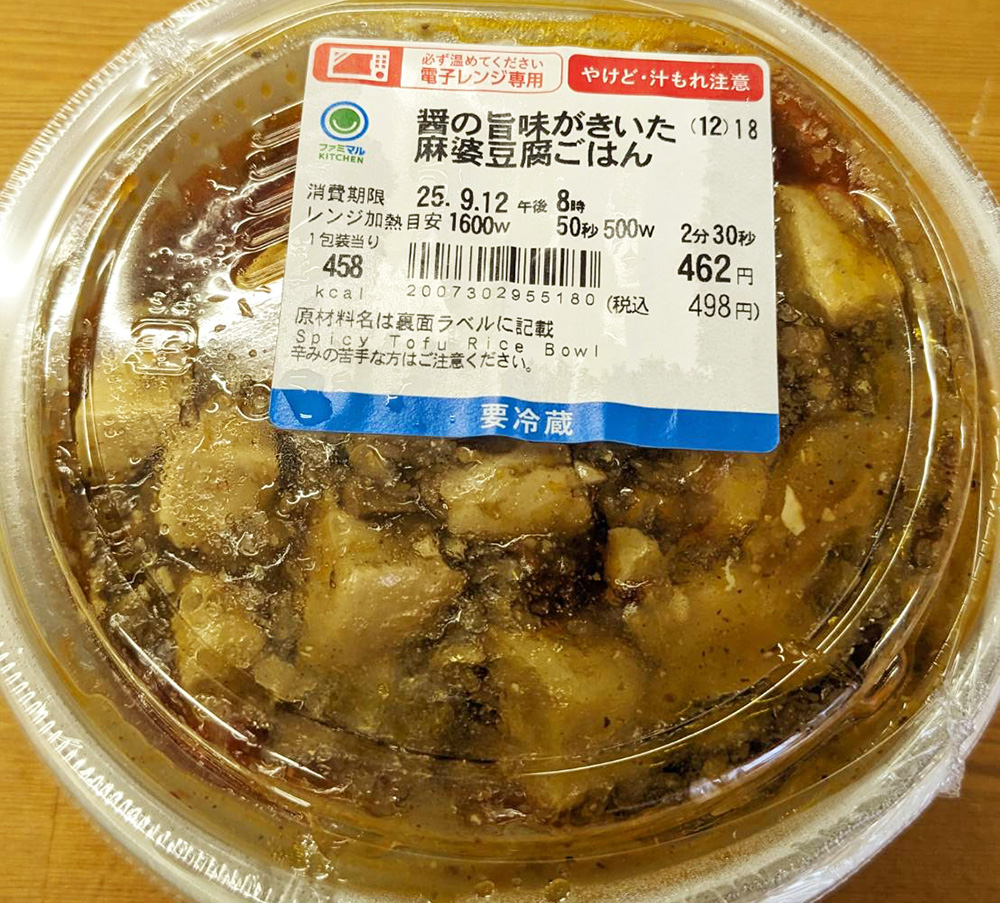 必ず温めてください
電子レンジ専用
やけど・汁もれ注意
ファミマル
KITCHEN
醤の旨味がきいた (12)18
麻婆豆腐ごはん
消費期限 25. 9.12 午後 8時
レンジ加熱目安 1600W 50秒 500W 2分30秒
1包装当り
458
kcal
2007302955180
462円
(税込 498円)
原材料名は裏面ラベルに記載
Spicy Tofu Rice Bowl
辛みの苦手な方はご注意ください。
要冷蔵